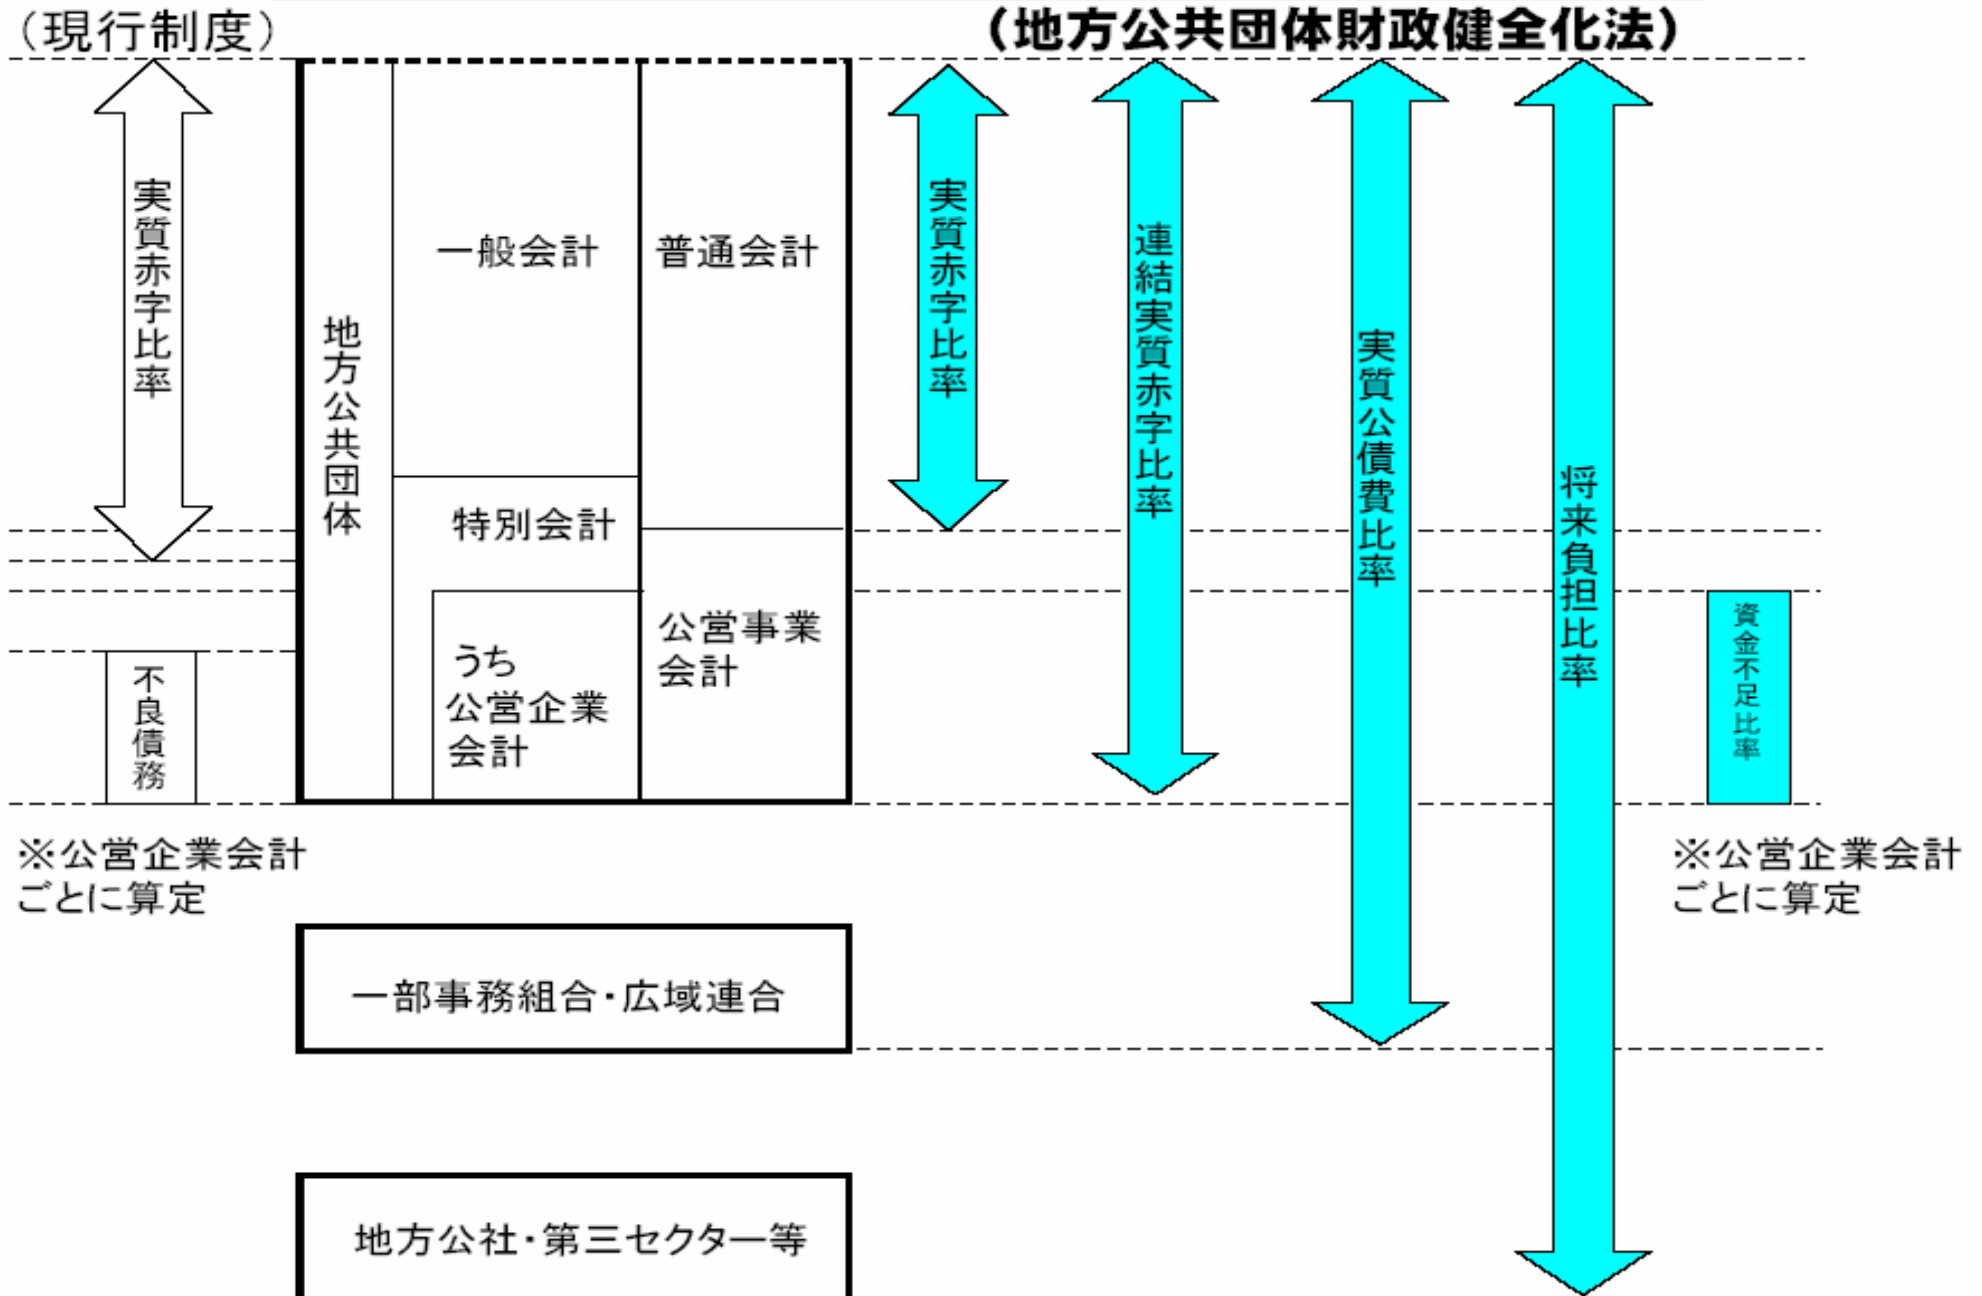 （現行制度）
（地方公共団体財政健全化法）
実質赤字比率
地方公共団体
一般会計
普通会計
特別会計
うち
公営企業
会計
公営事業
会計
不良債務
※公営企業会計
ごとに算定
実質赤字比率
連結実質赤字比率
実質公債費比率
将来負担比率
資金不足比率
※公営企業会計
ごとに算定
一部事務組合・広域連合
地方公社・第三セクター等